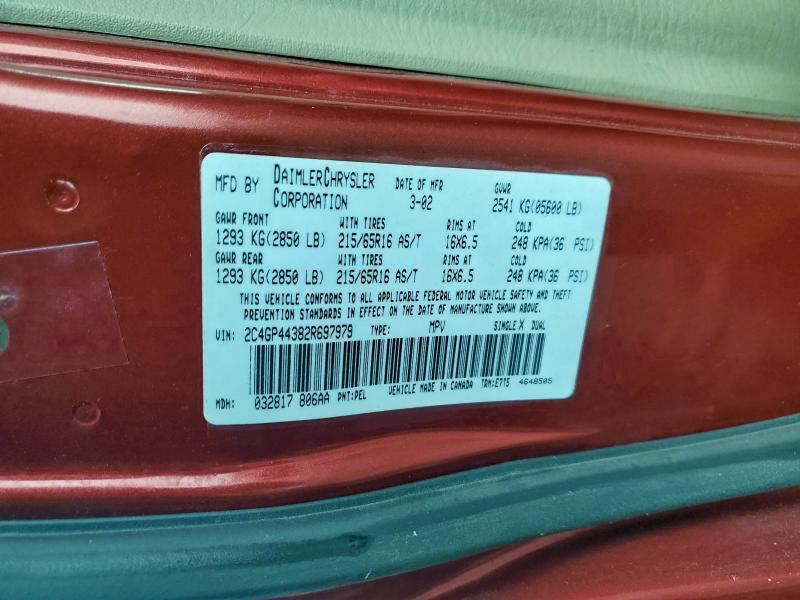 MFD BY DAIMLERCHRYSLER CORPORATION DATE OF MFR 3-02 GVWR 2541 KG(05600 LB)
GAWR FRONT WITH TIRES RIMS AT COLD
1293 KG(2850 LB) 215/65R16 AS/T 16X6.5 248 KPA(36 PSI)
GAWR REAR WITH TIRES RIMS AT COLD
1293 KG(2850 LB) 215/65R16 AS/T 16X6.5 248 KPA(36 PSI)
THIS VEHICLE CONFORMS TO ALL APPLICABLE FEDERAL MOTOR VEHICLE SAFETY AND THEFT
PREVENTION STANDARDS IN EFFECT ON THE DATE OF MANUFACTURE SHOWN ABOVE.
VIN: 2C4GP44382R697979 TYPE: MPV SINGLE X DUAL
MDH: 032817 806AA PNT:PEL VEHICLE MADE IN CANADA TRM:E7T5 4648505